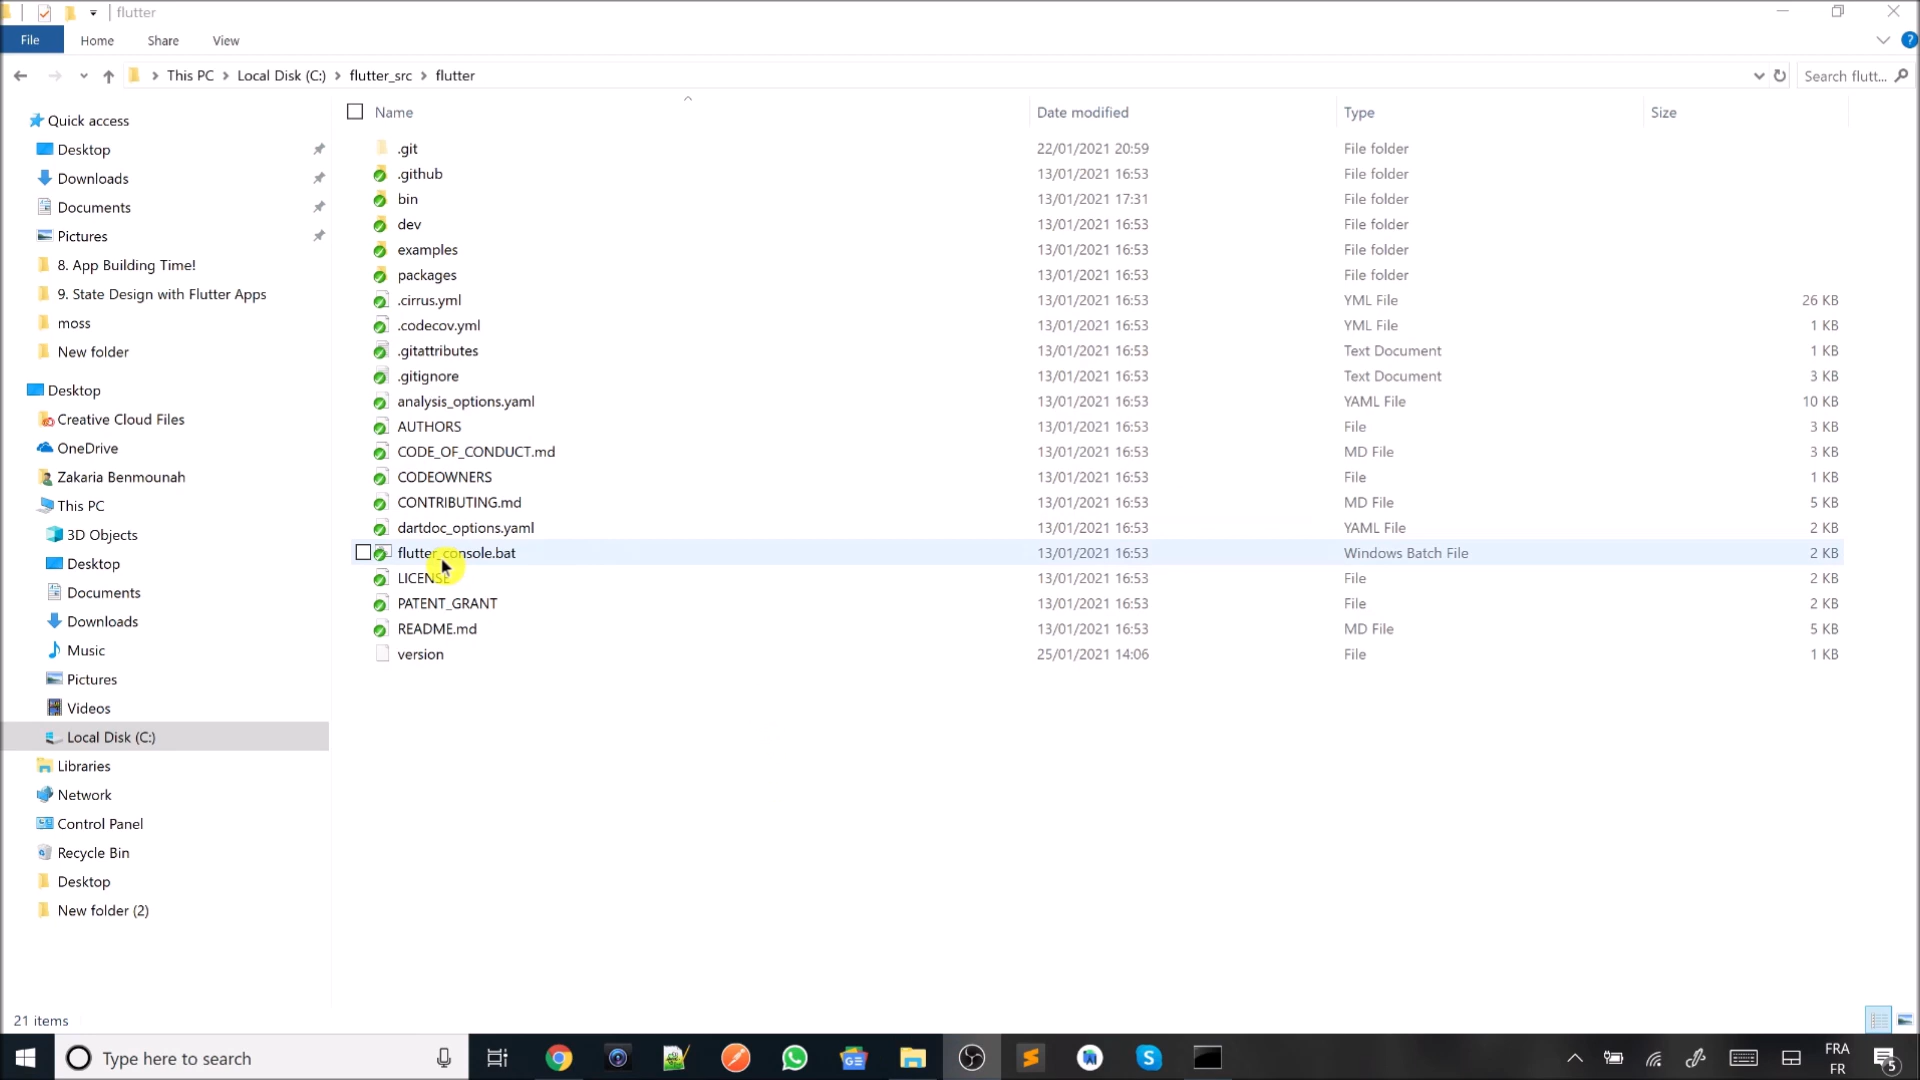 flutter
File Home Share View ?
This PC Local Disk (C:) flutter_src flutter Search flutt...
Name Date modified Type Size
.git 22/01/2021 20:59 File folder
.github 13/01/2021 16:53 File folder
bin 13/01/2021 17:31 File folder
dev 13/01/2021 16:53 File folder
examples 13/01/2021 16:53 File folder
packages 13/01/2021 16:53 File folder
.cirrus.yml 13/01/2021 16:53 YML File 26 KB
.codecov.yml 13/01/2021 16:53 YML File 1 KB
.gitattributes 13/01/2021 16:53 Text Document 1 KB
.gitignore 13/01/2021 16:53 Text Document 3 KB
analysis_options.yaml 13/01/2021 16:53 YAML File 10 KB
AUTHORS 13/01/2021 16:53 File 3 KB
CODE_OF_CONDUCT.md 13/01/2021 16:53 MD File 3 KB
CODEOWNERS 13/01/2021 16:53 File 1 KB
CONTRIBUTING.md 13/01/2021 16:53 MD File 5 KB
dartdoc_options.yaml 13/01/2021 16:53 YAML File 2 KB
flutter_console.bat 13/01/2021 16:53 Windows Batch File 2 KB
LICENSE 13/01/2021 16:53 File 2 KB
PATENT_GRANT 13/01/2021 16:53 File 2 KB
README.md 13/01/2021 16:53 MD File 5 KB
version 25/01/2021 14:06 File 1 KB
Quick access
Desktop
Downloads
Documents
Pictures
8. App Building Time!
9. State Design with Flutter Apps
moss
New folder
Desktop
Creative Cloud Files
OneDrive
Zakaria Benmounah
This PC
3D Objects
Desktop
Documents
Downloads
Music
Pictures
Videos
Local Disk (C:)
Libraries
Network
Control Panel
Recycle Bin
Desktop
New folder (2)
21 items
Type here to search
GE
S
FRA
FR
5